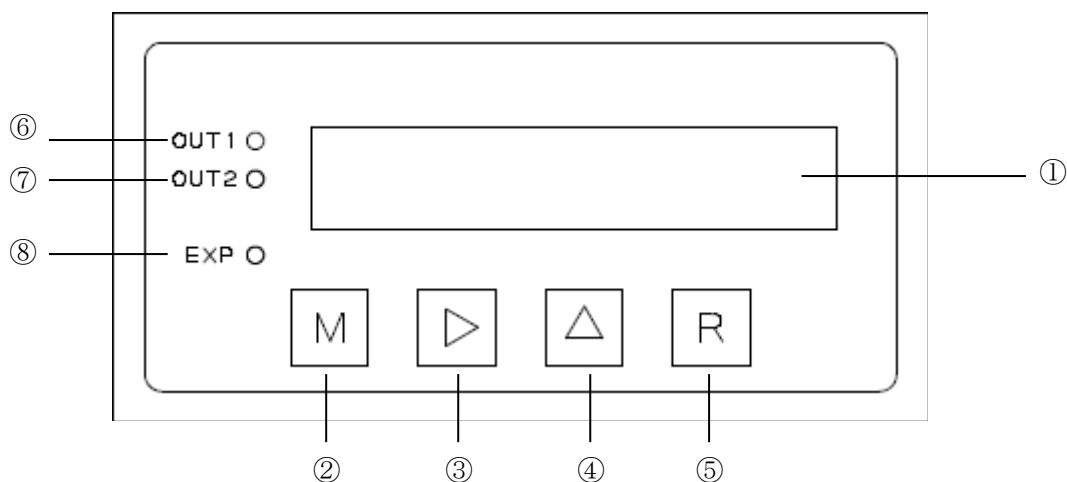 ⑥ OUT1
⑦ OUT2 ①
⑧ EXP
M ▷ △ R
② ③ ④ ⑤